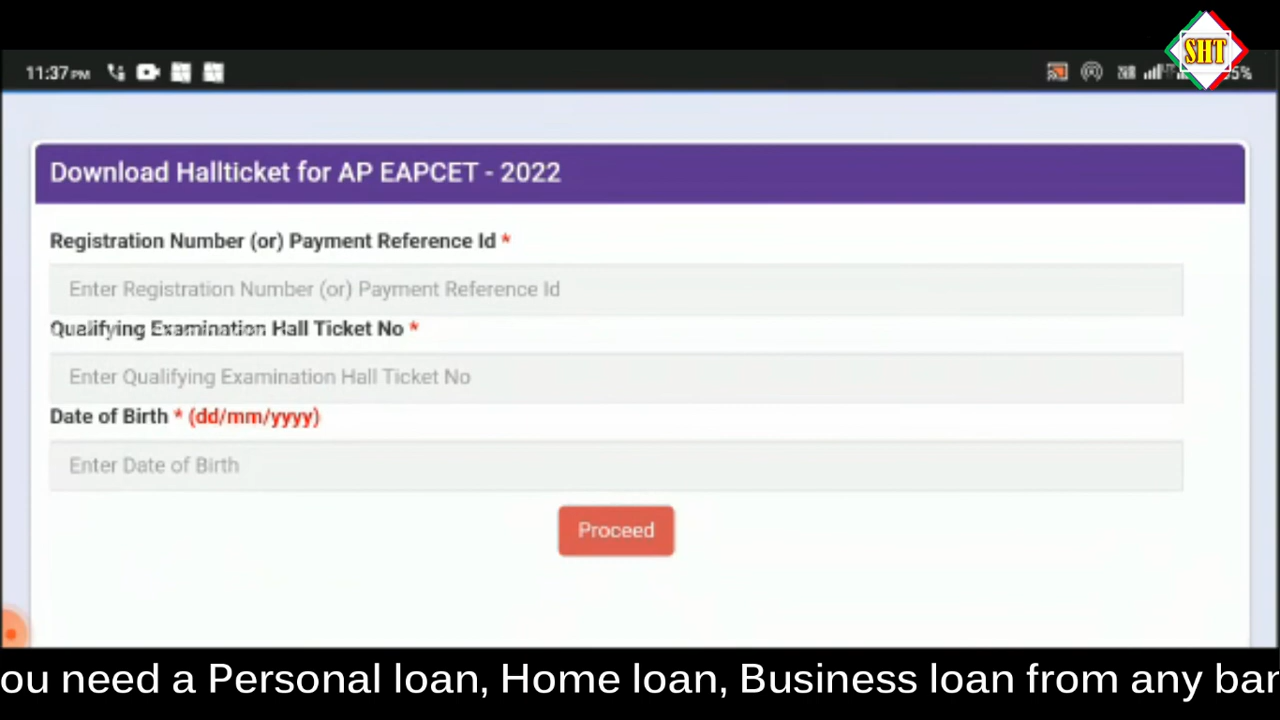 SHT
11:37 PM
5%
Download Hallticket for AP EAPCET - 2022
Registration Number (or) Payment Reference Id *
Enter Registration Number (or) Payment Reference Id
Qualifying Examination Hall Ticket No *
Enter Qualifying Examination Hall Ticket No
Date of Birth * (dd/mm/yyyy)
Enter Date of Birth
Proceed
ou need a Personal loan, Home loan, Business loan from any ban